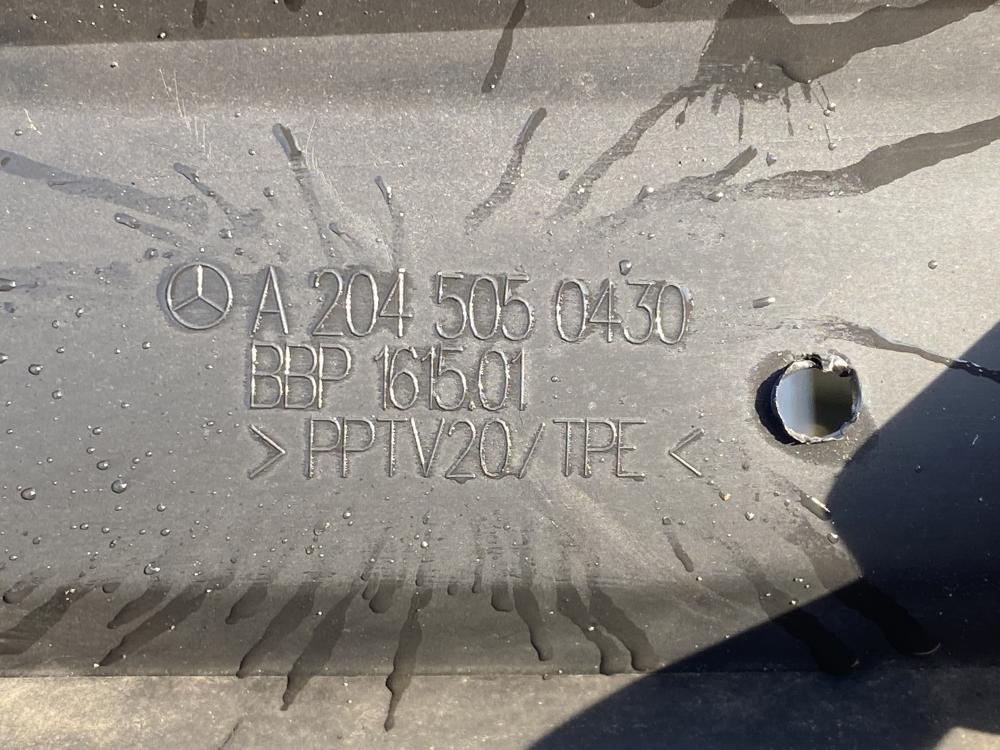 A 204 505 0430
BBP 1615.01
> PPTV20/TPE <